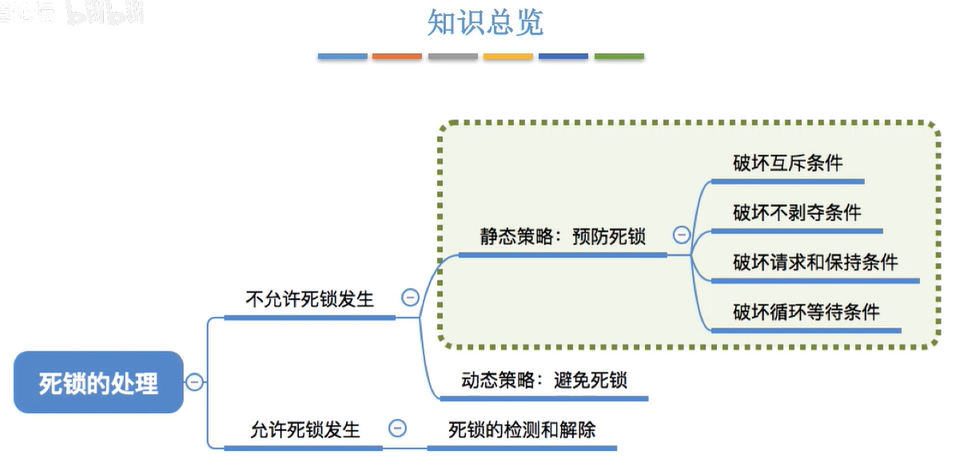 知识总览
破坏互斥条件
破坏不剥夺条件
静态策略：预防死锁
破坏请求和保持条件
不允许死锁发生
破坏循环等待条件
死锁的处理
动态策略：避免死锁
允许死锁发生
死锁的检测和解除